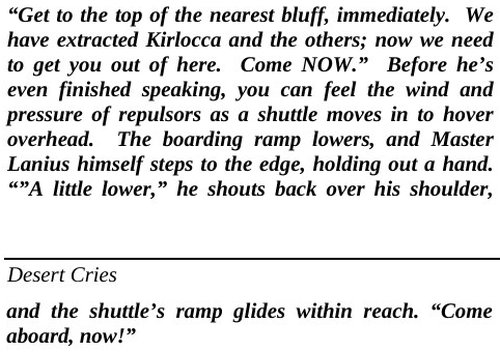 “Get to the top of the nearest bluff, immediately. We
have extracted Kirlocca and the others; now we need
to get you out of here. Come NOW.” Before he’s
even finished speaking, you can feel the wind and
pressure of repulsors as a shuttle moves in to hover
overhead. The boarding ramp lowers, and Master
Lanius himself steps to the edge, holding out a hand.
“”A little lower,” he shouts back over his shoulder,
Desert Cries
and the shuttle’s ramp glides within reach. “Come
aboard, now!”